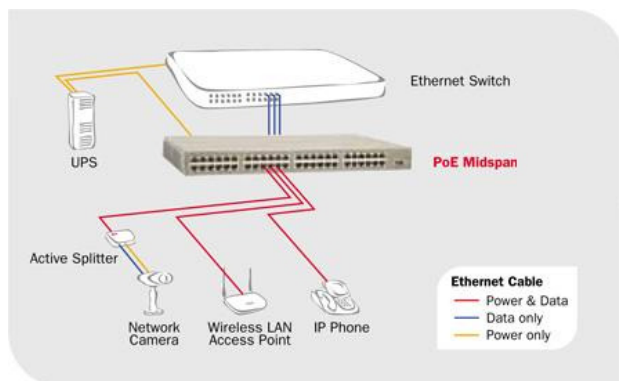 Ethernet Switch
UPS
PoE Midspan
Active Splitter
Network
Camera
Wireless LAN
Access Point
IP Phone
Ethernet Cable
Power & Data
Data only
Power only